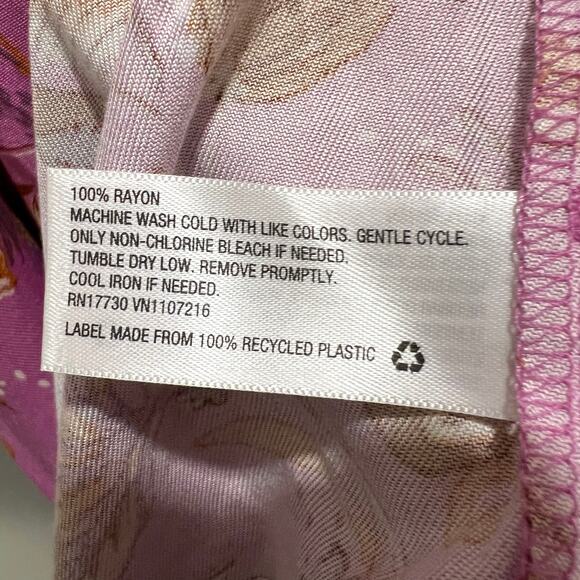 100% RAYON
MACHINE WASH COLD WITH LIKE COLORS. GENTLE CYCLE.
ONLY NON-CHLORINE BLEACH IF NEEDED.
TUMBLE DRY LOW. REMOVE PROMPTLY.
COOL IRON IF NEEDED.
RN17730 VN1107216
LABEL MADE FROM 100% RECYCLED PLASTIC